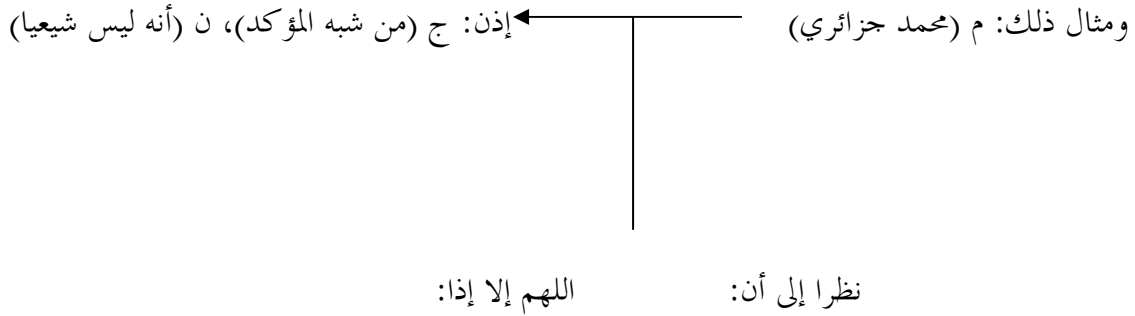 ومثال ذلك: م (محمد جزائري) إذن: ج (من شبه المؤكد)، ن (أنه ليس شيعيا)
نظرا إلى أن: اللهم إلا إذا: